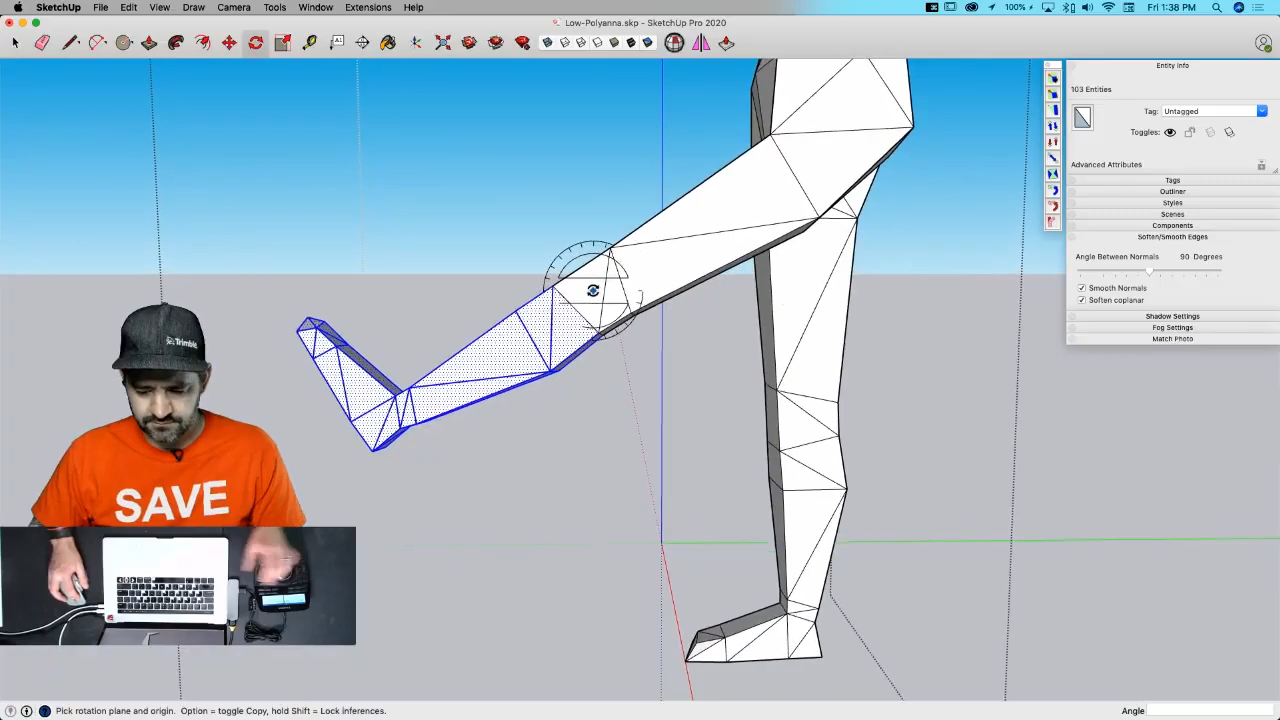 SketchUp File Edit View Draw Camera Tools Window Extensions Help
100% Fri 1:38 PM
Low-Polyanna.skp - SketchUp Pro 2020
Entity Info
103 Entities
Tag: Untagged
Toggles:
Advanced Attributes
Tags
Outliner
Styles
Scenes
Components
Soften/Smooth Edges
Angle Between Normals 90 Degrees
Smooth Normals
Soften coplanar
Shadow Settings
Fog Settings
Match Photo
Trimble.
SAVE
Pick rotation plane and origin. Option = toggle Copy, hold Shift = Lock inferences.
Angle